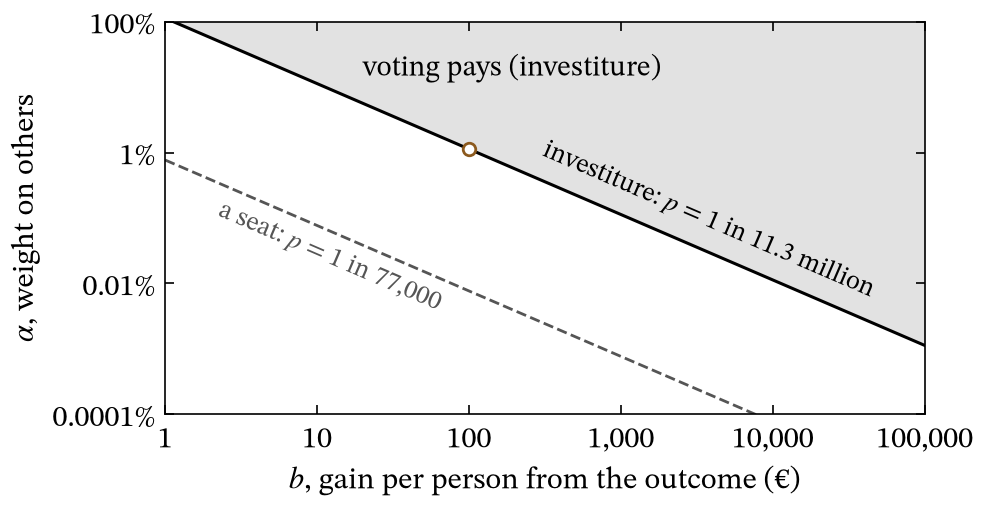 100%
1%
0.01%
0.0001%
α, weight on others
voting pays (investiture)
investiture: p = 1 in 11.3 million
a seat: p = 1 in 77,000
1
10
100
1,000
10,000
100,000
b, gain per person from the outcome (€)